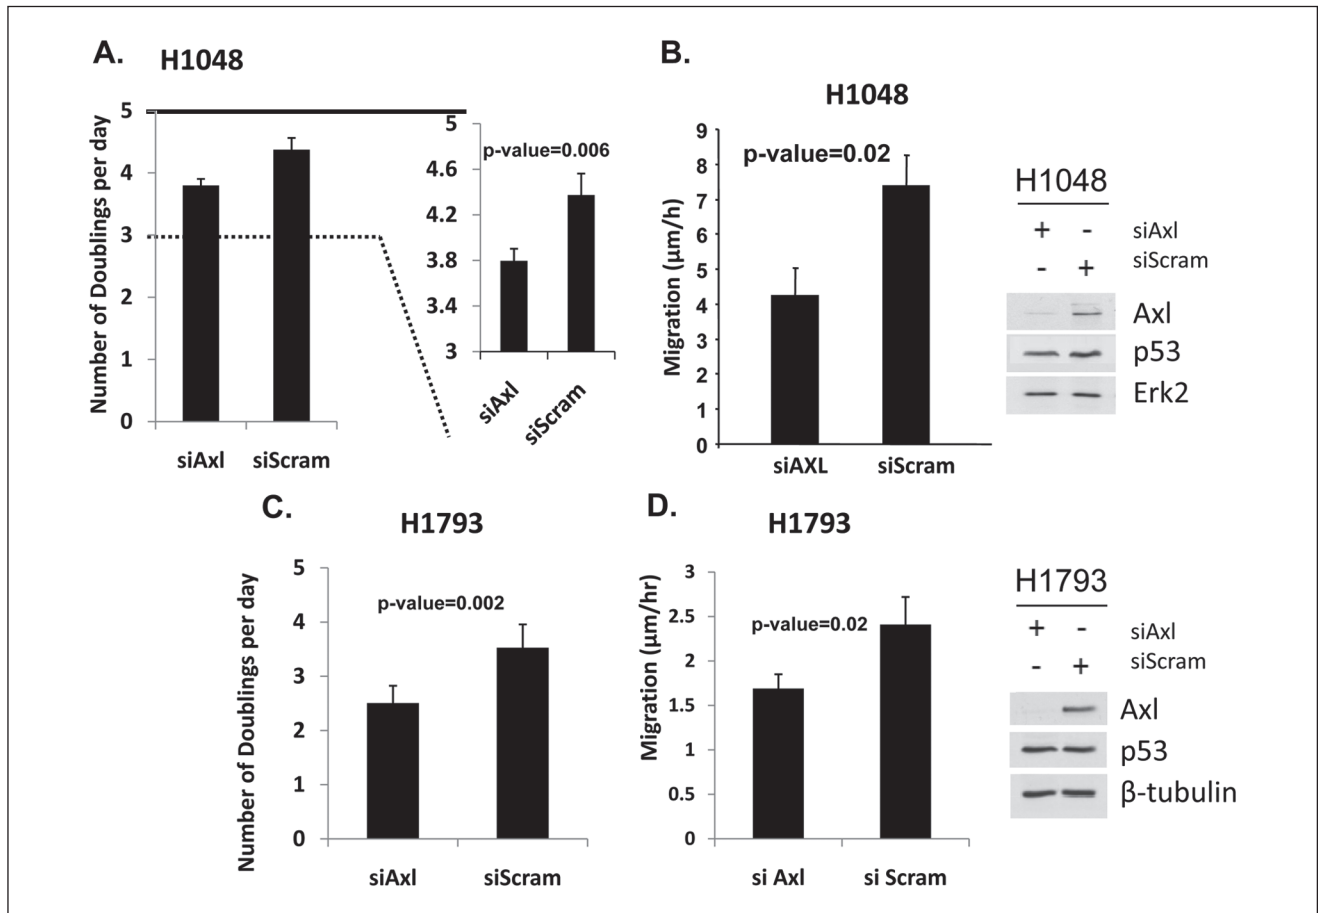 A.
H1048
Number of Doublings per day
5
4
3
2
1
0
siAxl siScram
5
4.6
4.2
3.8
3.4
3
p-value=0.006
siAxl
siScram
B.
H1048
Migration (µm/h)
9
8
7
6
5
4
3
2
1
0
p-value=0.02
siAXL siScram
H1048
+ - siAxl
- + siScram
Axl
p53
Erk2
C.
H1793
Number of Doublings per day
5
4
3
2
1
0
p-value=0.002
siAxl siScram
D.
H1793
Migration (µm/hr)
3
2.5
2
1.5
1
0.5
0
p-value=0.02
si Axl si Scram
H1793
+ - siAxl
- + siScram
Axl
p53
β-tubulin